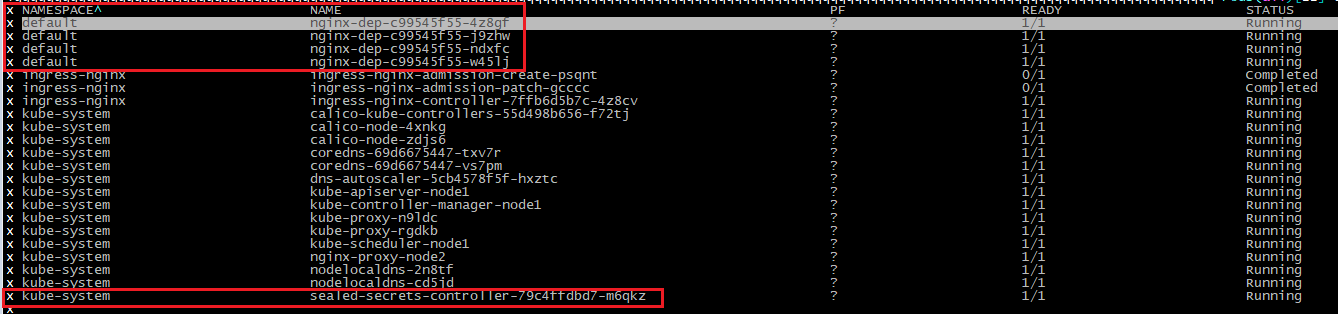 x NAMESPACE^ NAME PF READY STATUS
x default nginx-dep-c99545f55-4z8qf ? 1/1 Running
x default nginx-dep-c99545f55-j9zhw ? 1/1 Running
x default nginx-dep-c99545f55-ndxfc ? 1/1 Running
x default nginx-dep-c99545f55-w45lj ? 1/1 Running
x ingress-nginx ingress-nginx-admission-create-psqnt ? 0/1 Completed
x ingress-nginx ingress-nginx-admission-patch-gcccc ? 0/1 Completed
x ingress-nginx ingress-nginx-controller-7ffb6d5b7c-4z8cv ? 1/1 Running
x kube-system calico-kube-controllers-55d498b656-f72tj ? 1/1 Running
x kube-system calico-node-4xnkg ? 1/1 Running
x kube-system calico-node-zdjs6 ? 1/1 Running
x kube-system coredns-69d6675447-txv7r ? 1/1 Running
x kube-system coredns-69d6675447-vs7pm ? 1/1 Running
x kube-system dns-autoscaler-5cb4578f5f-hxztc ? 1/1 Running
x kube-system kube-apiserver-node1 ? 1/1 Running
x kube-system kube-controller-manager-node1 ? 1/1 Running
x kube-system kube-proxy-n9ldc ? 1/1 Running
x kube-system kube-proxy-rgdkb ? 1/1 Running
x kube-system kube-scheduler-node1 ? 1/1 Running
x kube-system nginx-proxy-node2 ? 1/1 Running
x kube-system nodelocaldns-2n8tf ? 1/1 Running
x kube-system nodelocaldns-cd5jd ? 1/1 Running
x kube-system sealed-secrets-controller-79c4ffdbd7-m6qkz ? 1/1 Running
x